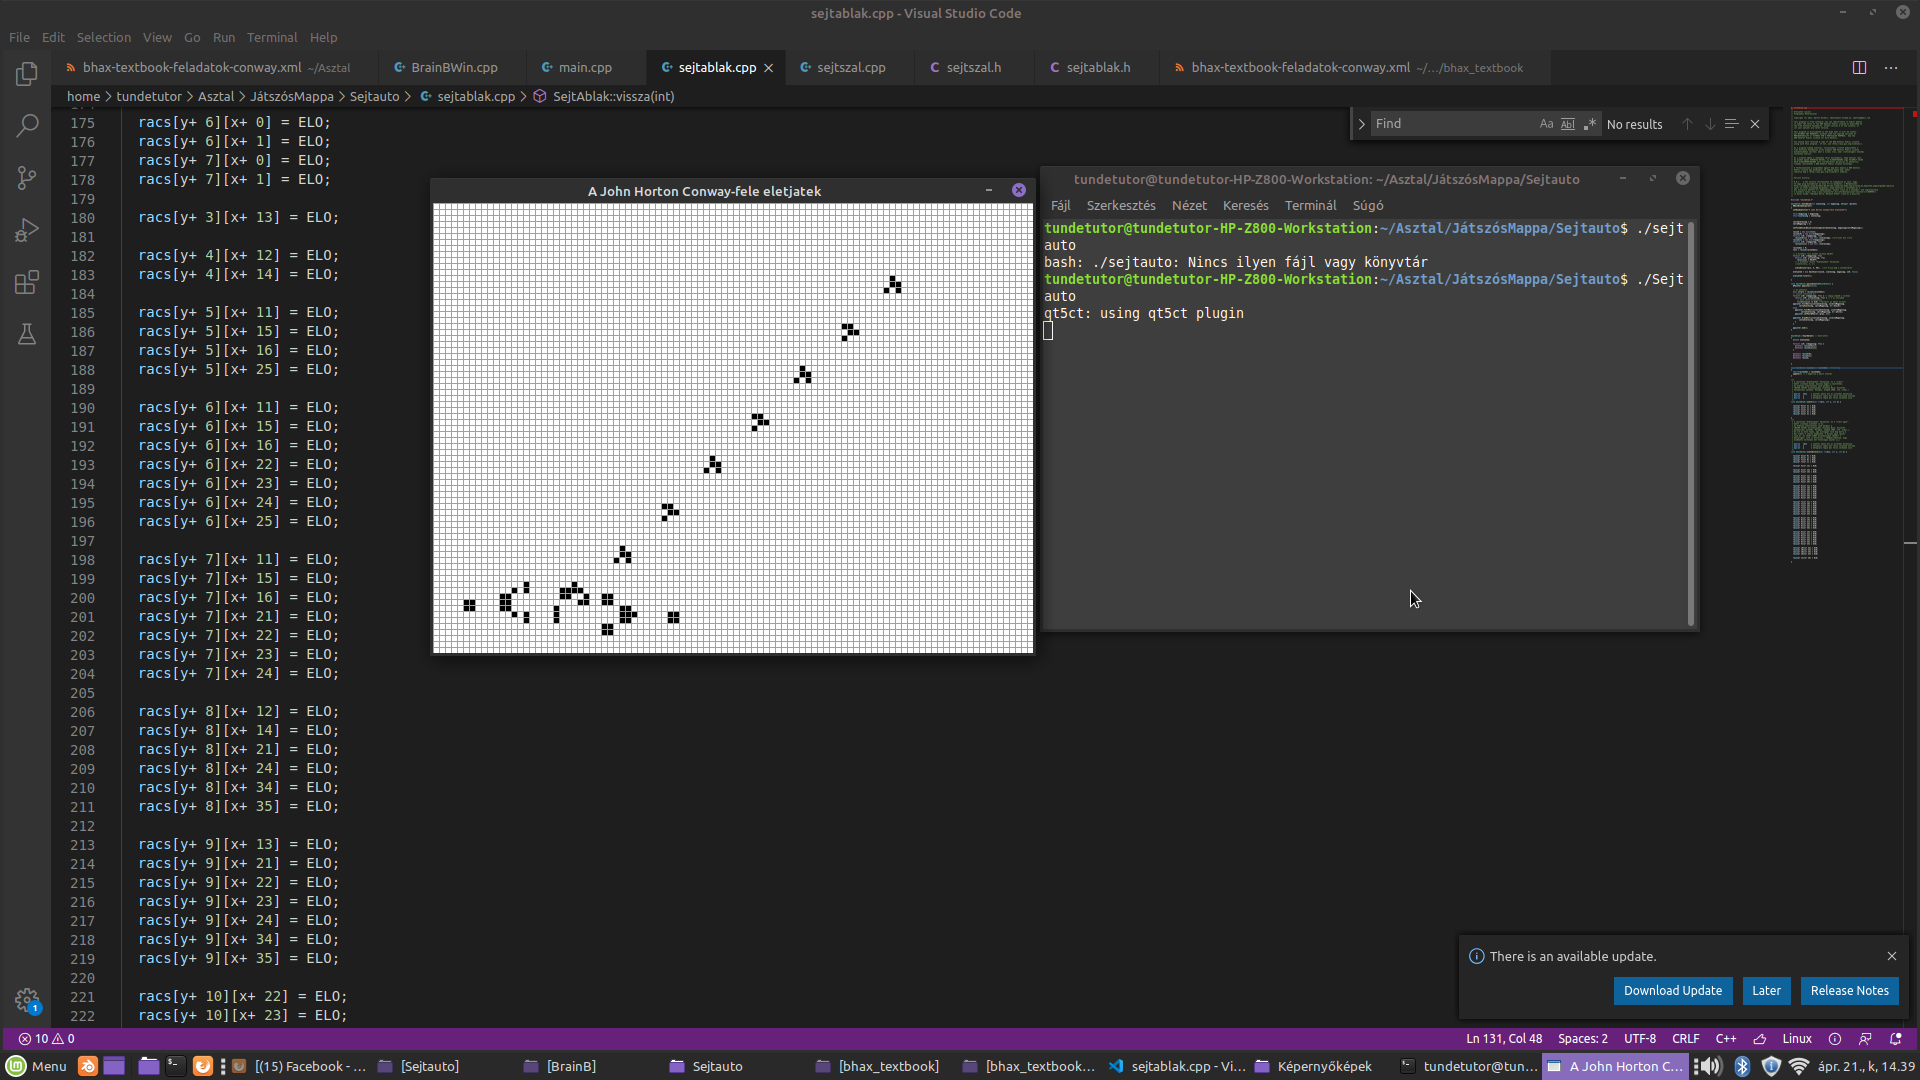 sejtablak.cpp - Visual Studio Code
File Edit Selection View Go Run Terminal Help
bhax-textbook-feladatok-conway.xml ~/Asztal BrainBWin.cpp main.cpp sejtablak.cpp sejtszal.cpp sejtszal.h sejtablak.h bhax-textbook-feladatok-conway.xml ~/.../bhax_textbook
home > tundetutor > Asztal > JátszósMappa > Sejtauto > sejtablak.cpp > SejtAblak::vissza(int)
Find Aa Abl .* No results
175 racs[y+ 6][x+ 0] = ELO;
176 racs[y+ 6][x+ 1] = ELO;
177 racs[y+ 7][x+ 0] = ELO;
178 racs[y+ 7][x+ 1] = ELO;
179
180 racs[y+ 3][x+ 13] = ELO;
181
182 racs[y+ 4][x+ 12] = ELO;
183 racs[y+ 4][x+ 14] = ELO;
184
185 racs[y+ 5][x+ 11] = ELO;
186 racs[y+ 5][x+ 15] = ELO;
187 racs[y+ 5][x+ 16] = ELO;
188 racs[y+ 5][x+ 25] = ELO;
189
190 racs[y+ 6][x+ 11] = ELO;
191 racs[y+ 6][x+ 15] = ELO;
192 racs[y+ 6][x+ 16] = ELO;
193 racs[y+ 6][x+ 22] = ELO;
194 racs[y+ 6][x+ 23] = ELO;
195 racs[y+ 6][x+ 24] = ELO;
196 racs[y+ 6][x+ 25] = ELO;
197
198 racs[y+ 7][x+ 11] = ELO;
199 racs[y+ 7][x+ 15] = ELO;
200 racs[y+ 7][x+ 16] = ELO;
201 racs[y+ 7][x+ 21] = ELO;
202 racs[y+ 7][x+ 22] = ELO;
203 racs[y+ 7][x+ 23] = ELO;
204 racs[y+ 7][x+ 24] = ELO;
205
206 racs[y+ 8][x+ 12] = ELO;
207 racs[y+ 8][x+ 14] = ELO;
208 racs[y+ 8][x+ 21] = ELO;
209 racs[y+ 8][x+ 24] = ELO;
210 racs[y+ 8][x+ 34] = ELO;
211 racs[y+ 8][x+ 35] = ELO;
212
213 racs[y+ 9][x+ 13] = ELO;
214 racs[y+ 9][x+ 21] = ELO;
215 racs[y+ 9][x+ 22] = ELO;
216 racs[y+ 9][x+ 23] = ELO;
217 racs[y+ 9][x+ 24] = ELO;
218 racs[y+ 9][x+ 34] = ELO;
219 racs[y+ 9][x+ 35] = ELO;
220
221 racs[y+ 10][x+ 22] = ELO;
222 racs[y+ 10][x+ 23] = ELO;
A John Horton Conway-fele eletjatek
tundetutor@tundetutor-HP-Z800-Workstation: ~/Asztal/JátszósMappa/Sejtauto
Fájl Szerkesztés Nézet Keresés Terminál Súgó
tundetutor@tundetutor-HP-Z800-Workstation:~/Asztal/JátszósMappa/Sejtauto$ ./sejt
auto
bash: ./sejtauto: Nincs ilyen fájl vagy könyvtár
tundetutor@tundetutor-HP-Z800-Workstation:~/Asztal/JátszósMappa/Sejtauto$ ./Sejt
auto
qt5ct: using qt5ct plugin
There is an available update.
Download Update Later Release Notes
1
10 0 Ln 131, Col 48 Spaces: 2 UTF-8 CRLF C++ Linux
Menu [(15) Facebook - ... [Sejtauto] [BrainB] Sejtauto [bhax_textbook] [bhax_textbook... sejtablak.cpp - Vi... Képernyőképek tundetutor@tun... A John Horton C... ápr. 21., k, 14.39